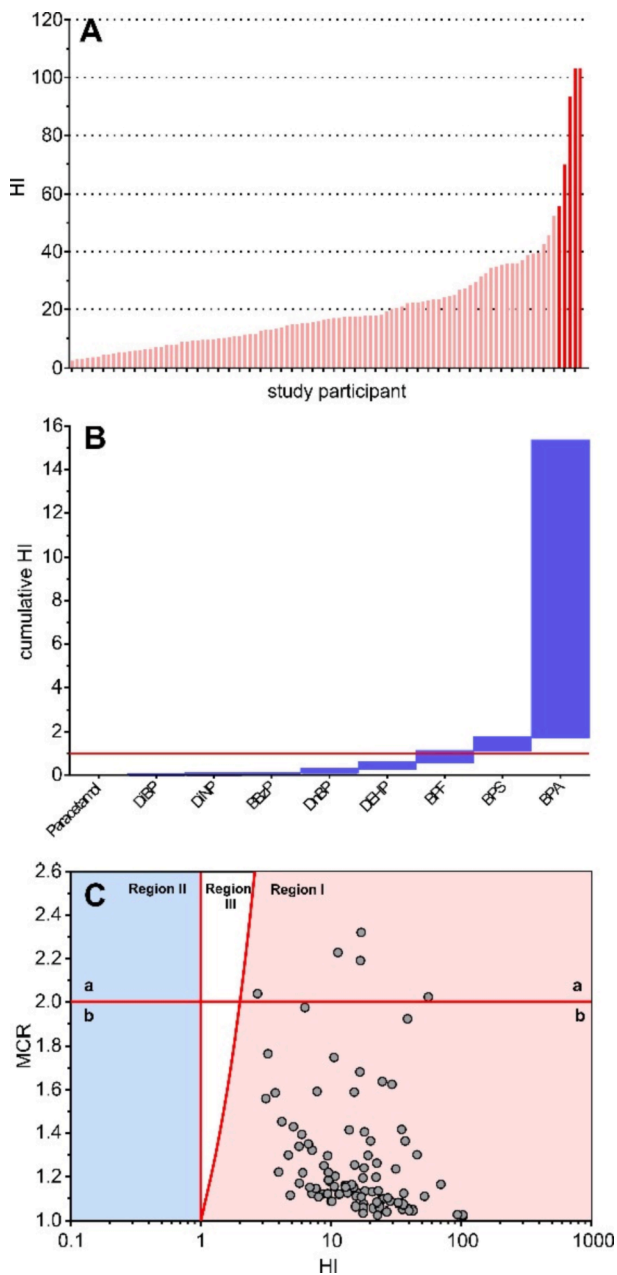 A
120
100
80
60
40
20
0
HI
study participant
B
16
14
12
10
8
6
4
2
0
cumulative HI
Paracetamol
DiBP
DiNP
BBzP
DnBP
DEHP
BPF
BPS
BPA
C
2.6
2.4
2.2
2.0
1.8
1.6
1.4
1.2
1.0
MCR
Region II
Region
III
Region I
a
a
b
b
0.1
1
10
100
1000
HI